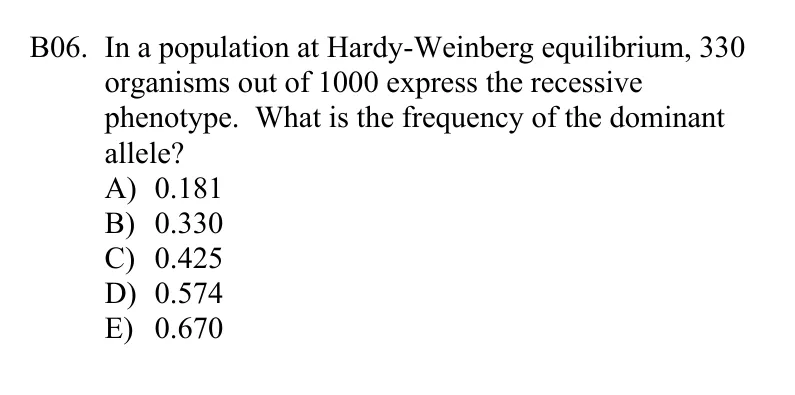 B06. In a population at Hardy-Weinberg equilibrium, 330
organisms out of 1000 express the recessive
phenotype. What is the frequency of the dominant
allele?
A) 0.181
B) 0.330
C) 0.425
D) 0.574
E) 0.670